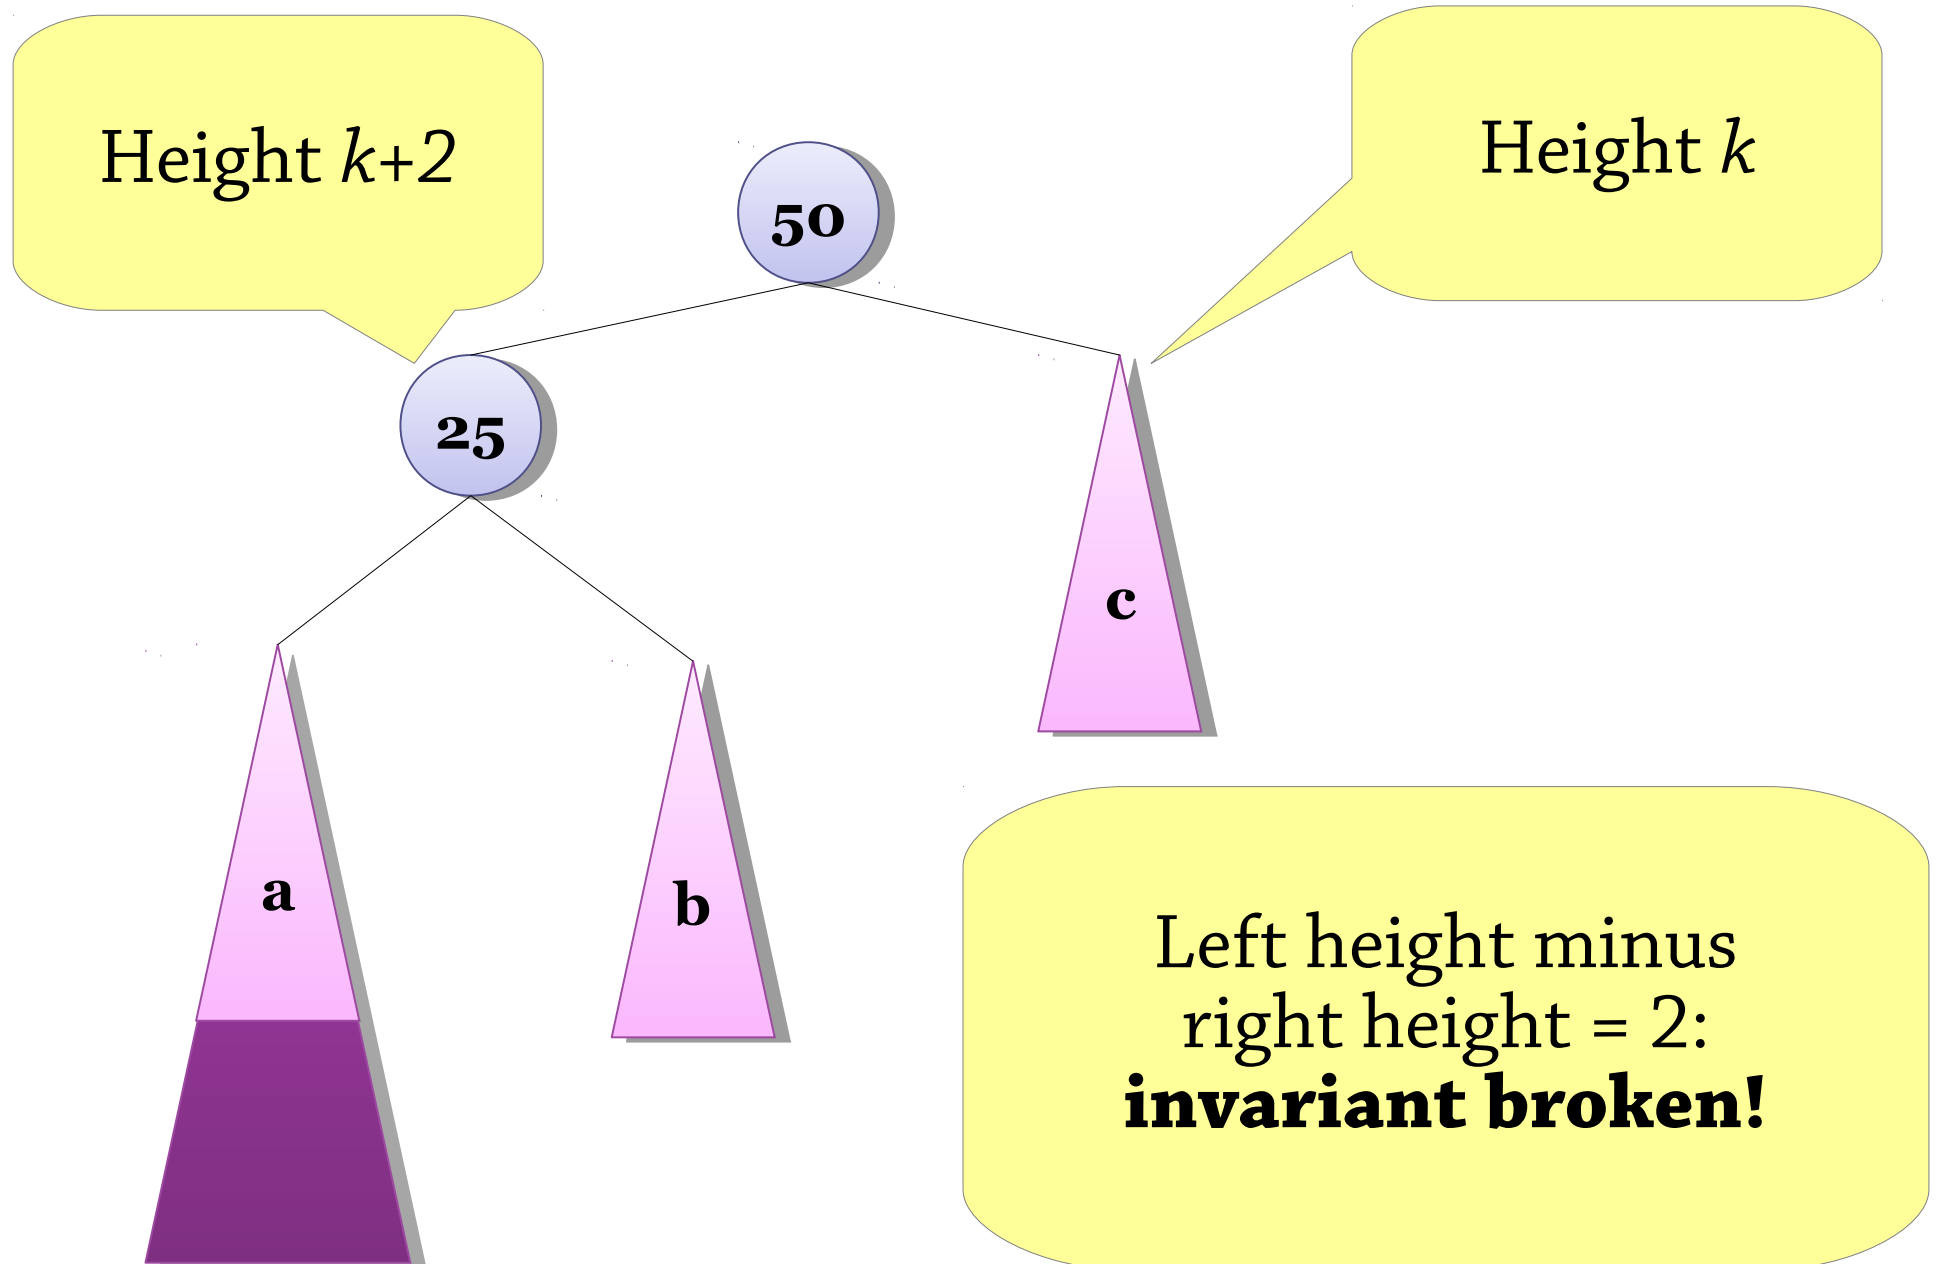 Height k+2
Height k
50
25
c
a
b
Left height minus
right height = 2:
invariant broken!